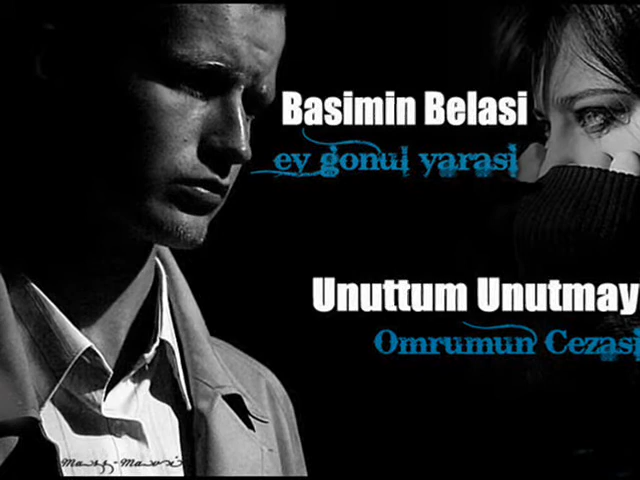 Basimin Belasi
ey gonul yarasi
Unuttum Unutmay
Omrumun Cezasi